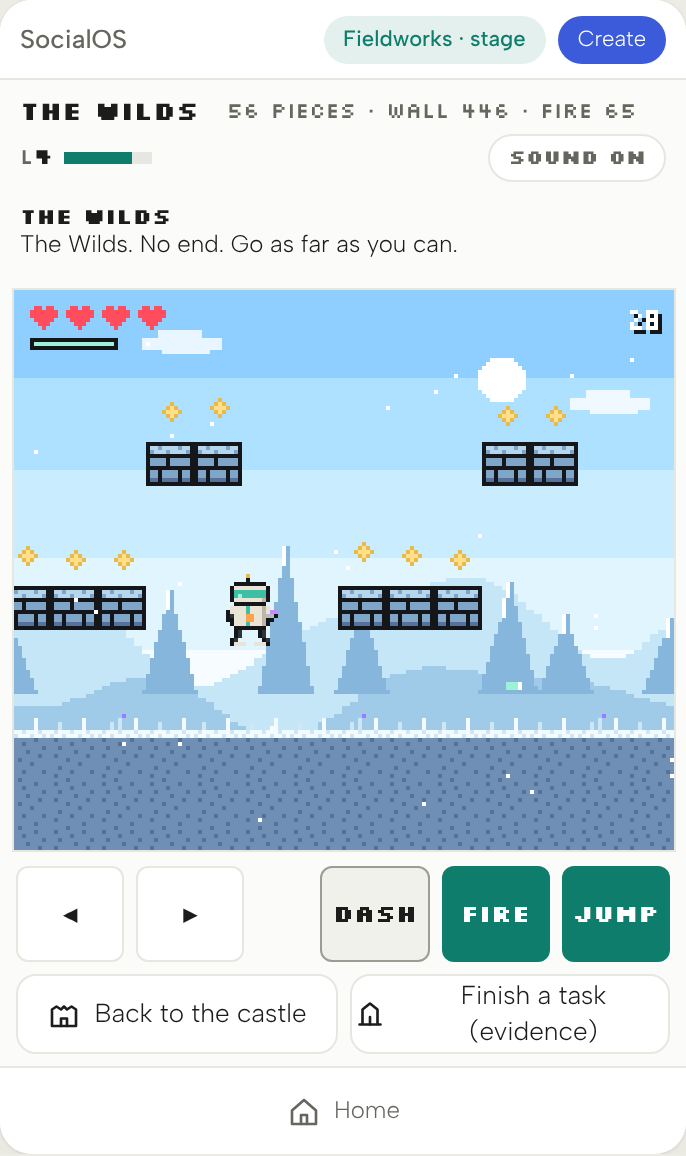 SocialOS
Fieldworks · stage
Create
THE WILDS
56 PIECES · WALL 446 · FIRE 65
L4
SOUND ON
THE WILDS
The Wilds. No end. Go as far as you can.
28
◄
►
DASH
FIRE
JUMP
Back to the castle
Finish a task
(evidence)
Home